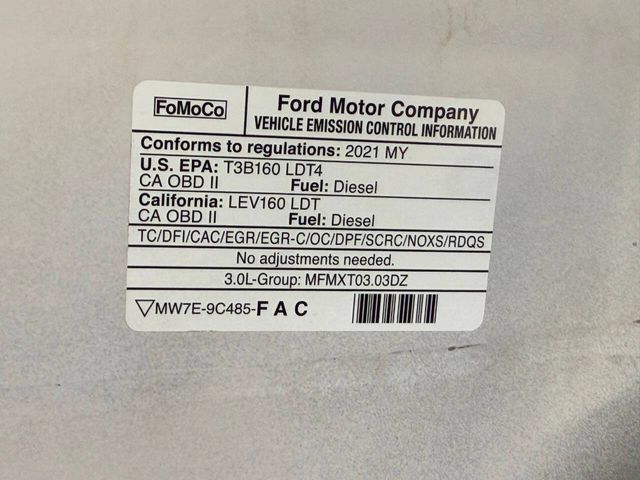 FoMoCo
Ford Motor Company
VEHICLE EMISSION CONTROL INFORMATION
Conforms to regulations: 2021 MY
U.S. EPA: T3B160 LDT4
CA OBD II Fuel: Diesel
California: LEV160 LDT
CA OBD II Fuel: Diesel
TC/DFI/CAC/EGR/EGR-C/OC/DPF/SCRC/NOXS/RDQS
No adjustments needed.
3.0L-Group: MFMXT03.03DZ
▽MW7E-9C485-F A C